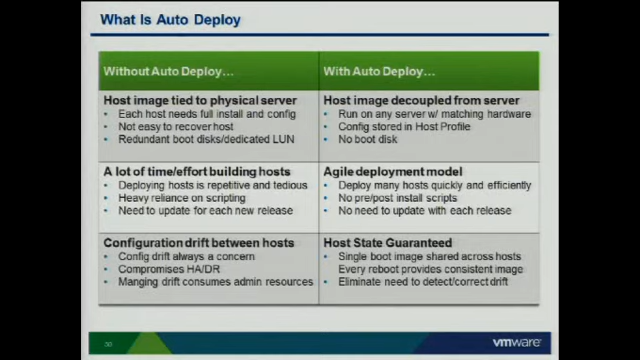 What Is Auto Deploy
Without Auto Deploy…
With Auto Deploy…
Host image tied to physical server
Each host needs full install and config
Not easy to recover host
Redundant boot disks/dedicated LUN
Host image decoupled from server
Run on any server w/ matching hardware
Config stored in Host Profile
No boot disk
A lot of time/effort building hosts
Deploying hosts is repetitive and tedious
Heavy reliance on scripting
Need to update for each new release
Agile deployment model
Deploy many hosts quickly and efficiently
No pre/post install scripts
No need to update with each release
Configuration drift between hosts
Config drift always a concern
Compromises HA/DR
Manging drift consumes admin resources
Host State Guaranteed
Single boot image shared across hosts
Every reboot provides consistent image
Eliminate need to detect/correct drift
30
vmware